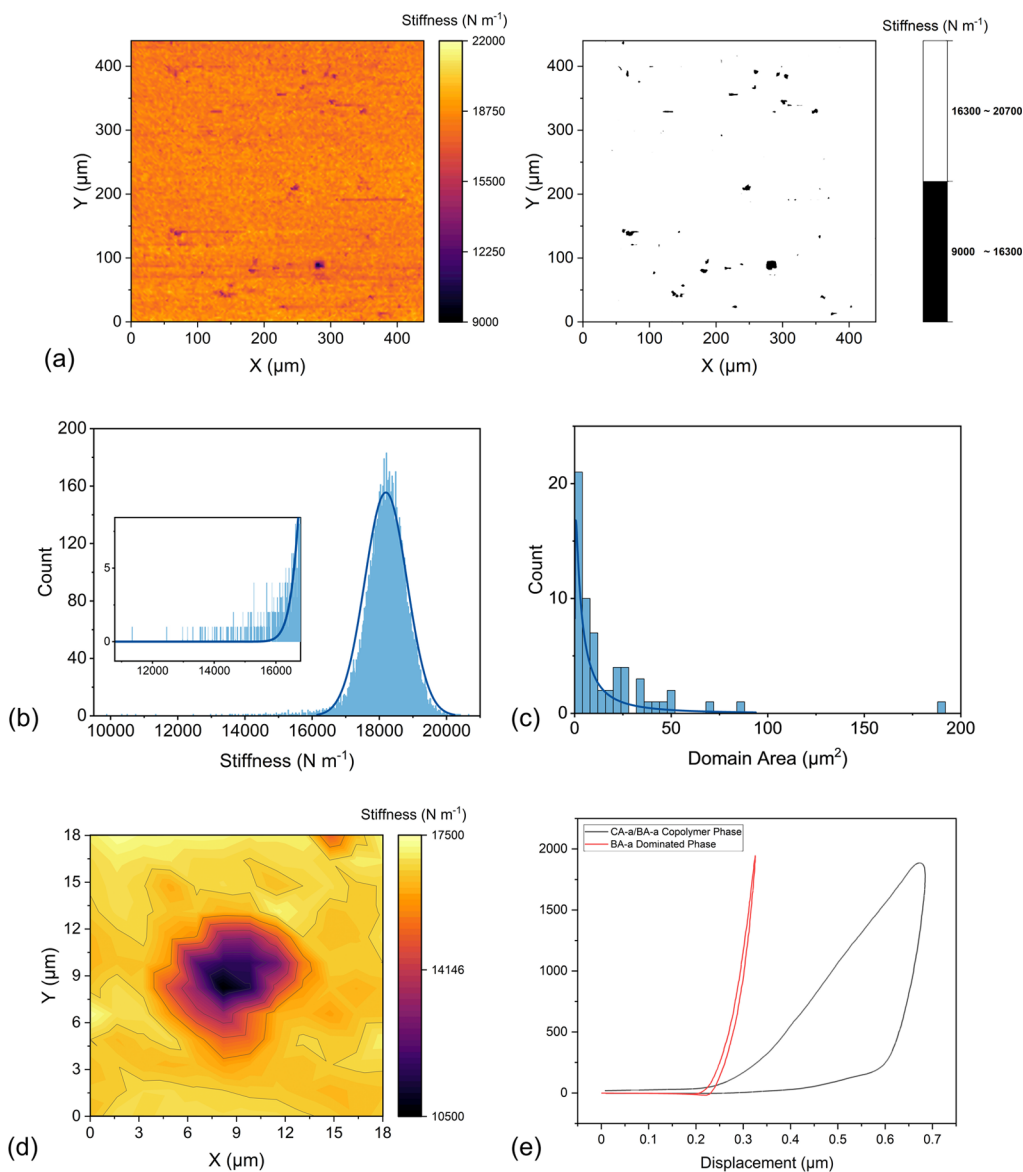 Stiffness (N m⁻¹)
22000
18750
15500
12250
9000
400
300
200
100
0
Y (µm)
0 100 200 300 400
X (µm)
(a)
Stiffness (N m⁻¹)
16300 ~ 20700
9000 ~ 16300
400
300
200
100
0
Y (µm)
0 100 200 300 400
X (µm)
200
160
120
80
40
0
Count
5
0
12000 14000 16000
10000 12000 14000 16000 18000 20000
Stiffness (N m⁻¹)
(b)
20
10
0
Count
0 50 100 150 200
Domain Area (µm²)
(c)
Stiffness (N m⁻¹)
17500
14146
10500
18
15
12
9
6
3
0
Y (µm)
0 3 6 9 12 15 18
X (µm)
(d)
CA-a/BA-a Copolymer Phase
BA-a Dominated Phase
2000
1500
1000
500
0
0 0.1 0.2 0.3 0.4 0.5 0.6 0.7
Displacement (µm)
(e)